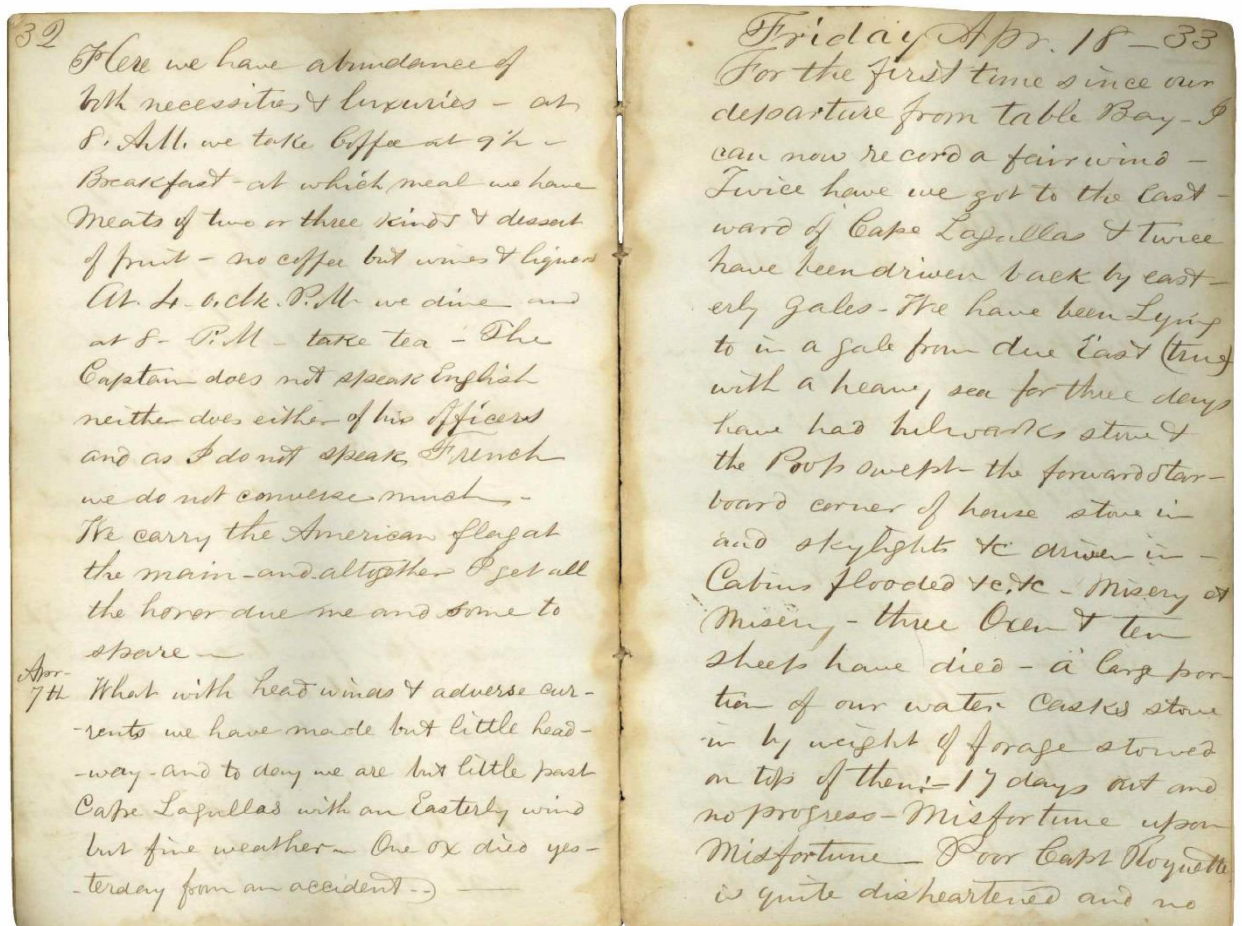 32
Here we have abundance of
both necessities & luxuries - at
8. A.M. we take Coffee at 9½ -
Breakfast - at which meal we have
Meats of two or three kinds & dessert
of fruit - no coffee but wines & liquors
At 4. o.clk. P.M. we dine and
at 8 - P.M - take tea - The
Captain does not speak English
neither does either of his officers
and as I do not speak French
we do not converse much -
We carry the American flag at
the main - and altogether I get all
the honor due me and some to
spare -
Apr.
7th What with head winds & adverse cur-
-rents we have made but little head-
-way - and to day we are but little past
Cape Lagullas with an Easterly wind
but fine weather - One ox died yes-
-terday from an accident -
Friday Apr. 18 - 33
For the first time since our
departure from table Bay - I
can now record a fair wind -
Twice have we got to the East-
ward of Cape Lagullas & twice
have been driven back by east-
erly gales - We have been Lying
to in a gale from due East (true)
with a heavy sea for three days
have had bulwarks stove &
the Poop swept - the forward star-
board corner of house stove in
and skylights &c driven in -
Cabins flooded &c. &c - Misery of
Misery - three Oxen & ten
sheep have died - a larg por-
tion of our water casks stove
in by weight of forage stowed
on top of them: - 17 days out and
no progress - Misfortune upon
Misfortune - Poor Capt Roquette
is quite disheartened and no